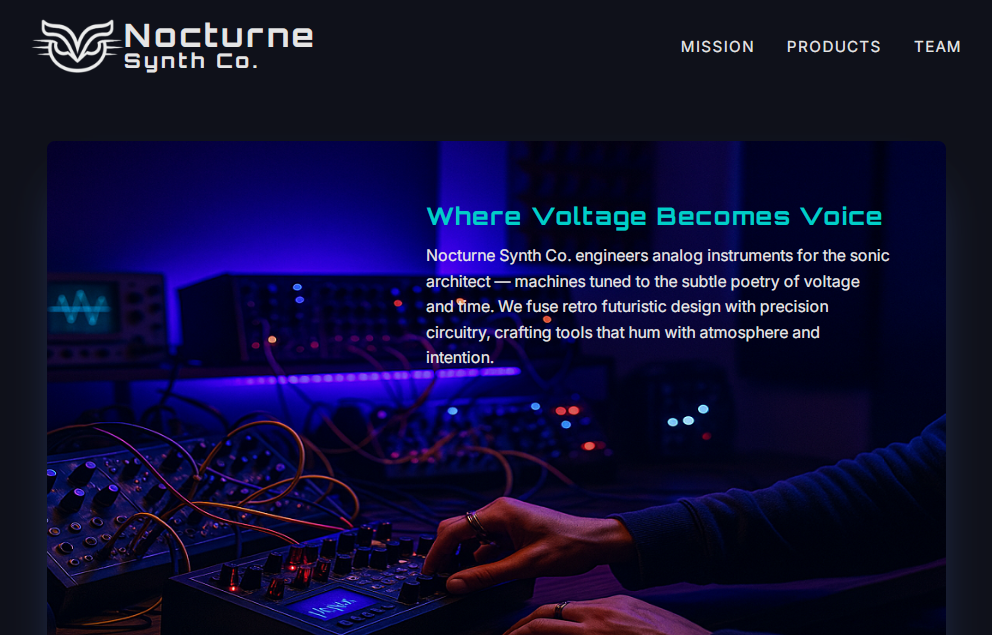 Nocturne
Synth Co.
MISSION PRODUCTS TEAM
Where Voltage Becomes Voice
Nocturne Synth Co. engineers analog instruments for the sonic
architect — machines tuned to the subtle poetry of voltage
and time. We fuse retro futuristic design with precision
circuitry, crafting tools that hum with atmosphere and
intention.